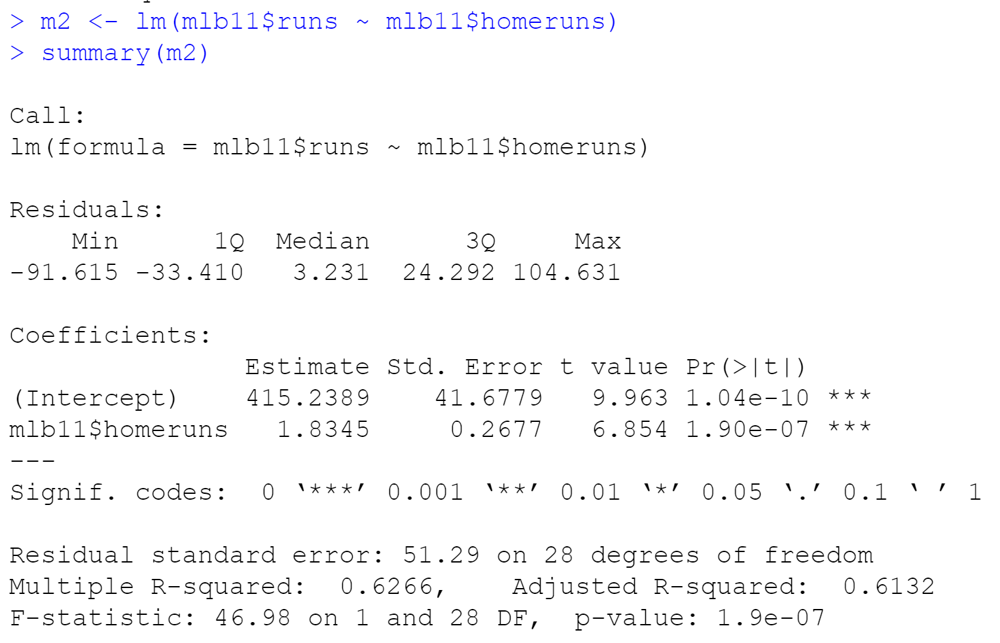 > m2 <- lm(mlb11$runs ~ mlb11$homeruns)
> summary(m2)
Call:
lm(formula = mlb11$runs ~ mlb11$homeruns)
Residuals:
    Min      1Q  Median      3Q     Max
-91.615 -33.410   3.231  24.292 104.631
Coefficients:
               Estimate Std. Error t value Pr(>|t|)
(Intercept)    415.2389    41.6779   9.963 1.04e-10 ***
mlb11$homeruns   1.8345     0.2677   6.854 1.90e-07 ***
---
Signif. codes:  0 ‘***’ 0.001 ‘**’ 0.01 ‘*’ 0.05 ‘.’ 0.1 ‘ ’ 1
Residual standard error: 51.29 on 28 degrees of freedom
Multiple R-squared:  0.6266,    Adjusted R-squared:  0.6132
F-statistic: 46.98 on 1 and 28 DF,  p-value: 1.9e-07